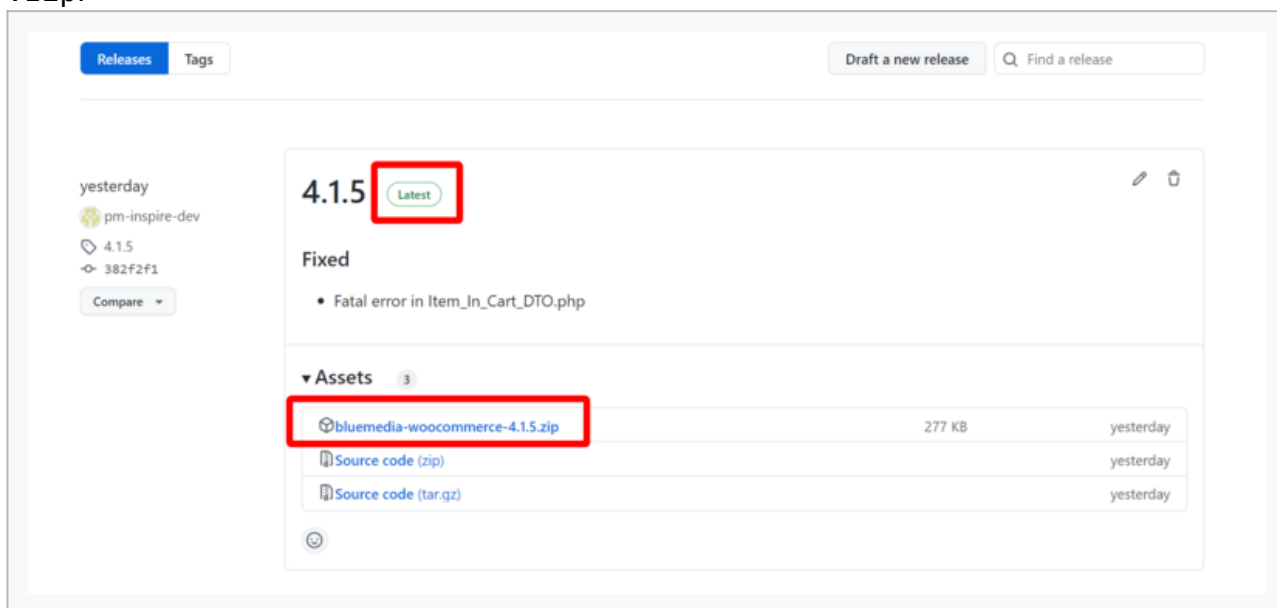 Releases Tags Draft a new release Find a release
yesterday
pm-inspire-dev
4.1.5
382f2f1
Compare
4.1.5 Latest
Fixed
• Fatal error in Item_In_Cart_DTO.php
Assets 3
bluemedia-woocommerce-4.1.5.zip 277 KB yesterday
Source code (zip) yesterday
Source code (tar.gz) yesterday